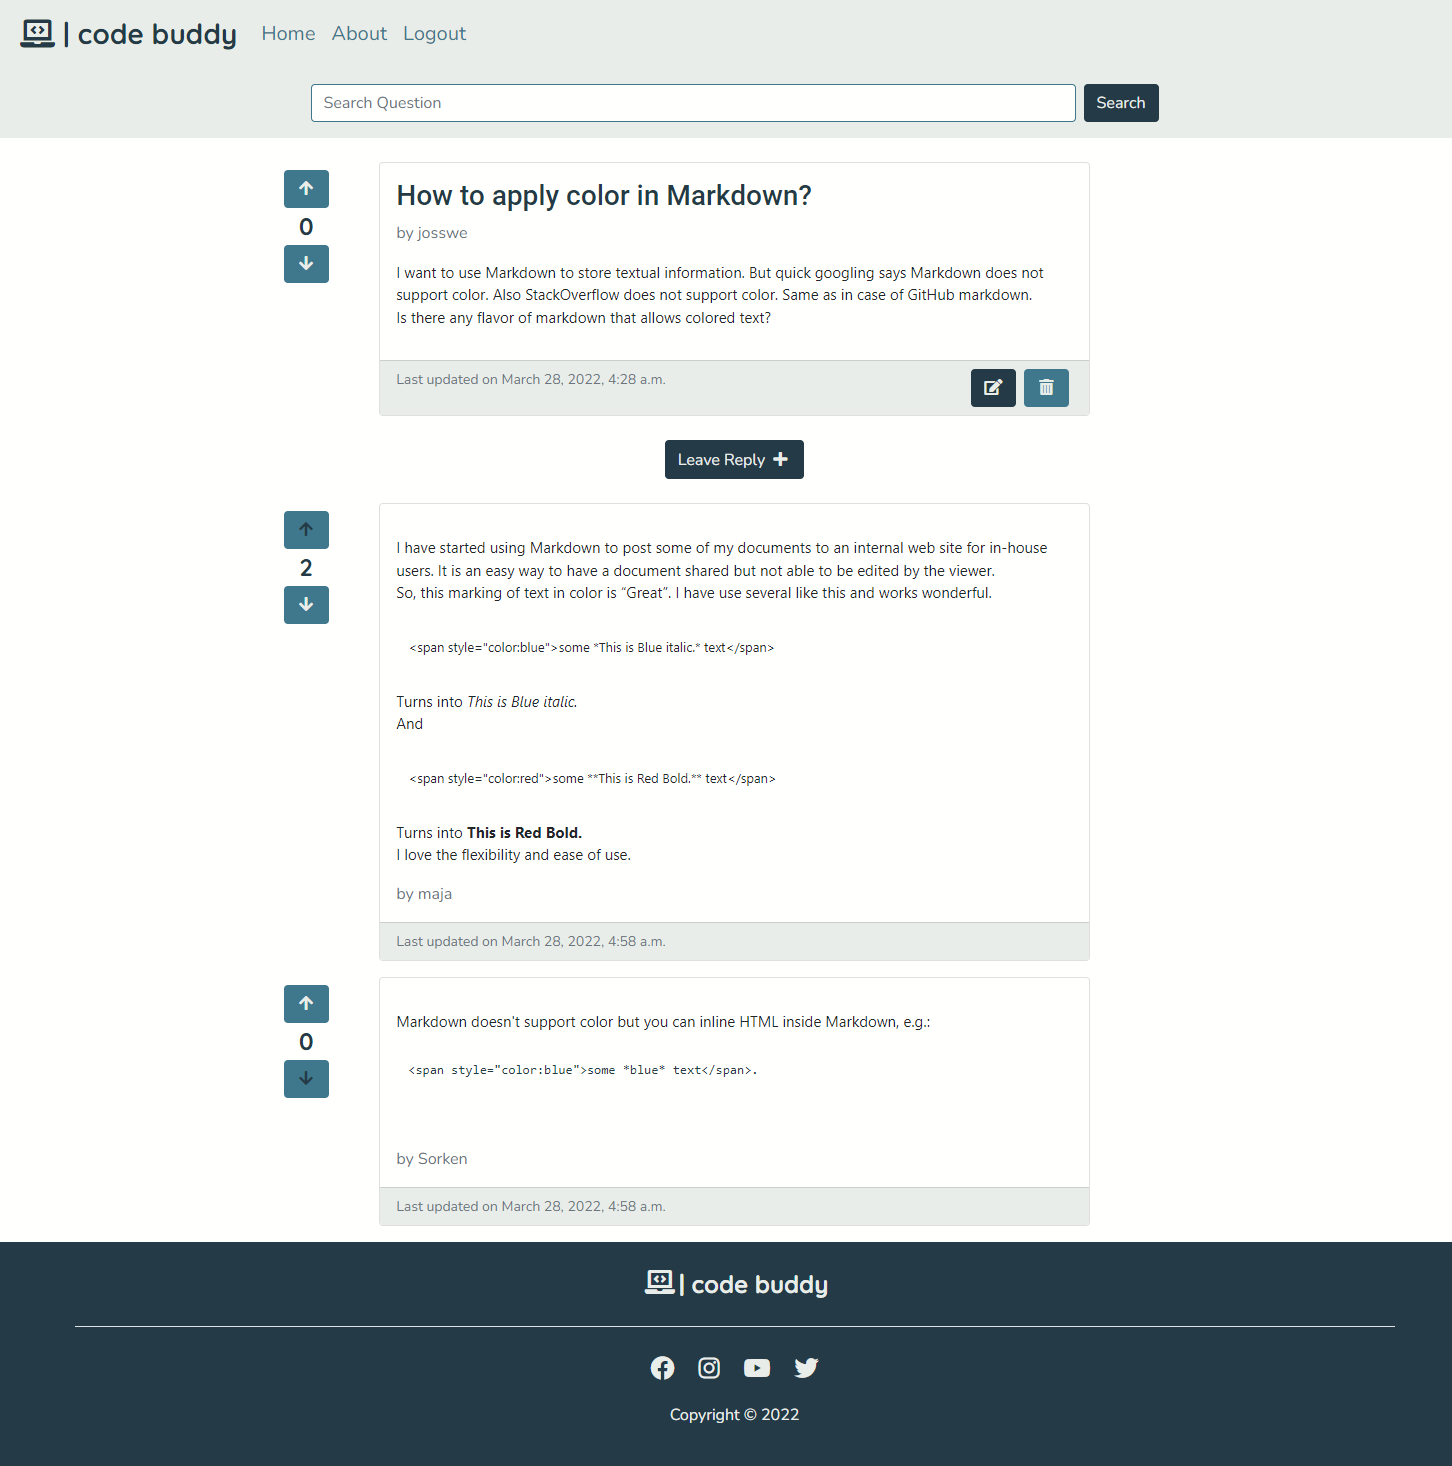 | code buddy Home About Logout
Search Question Search
How to apply color in Markdown?
0
by josswe
I want to use Markdown to store textual information. But quick googling says Markdown does not
support color. Also StackOverflow does not support color. Same as in case of GitHub markdown.
Is there any flavor of markdown that allows colored text?
Last updated on March 28, 2022, 4:28 a.m.
Leave Reply +
2
I have started using Markdown to post some of my documents to an internal web site for in-house
users. It is an easy way to have a document shared but not able to be edited by the viewer.
So, this marking of text in color is “Great”. I have use several like this and works wonderful.
<span style="color:blue">some *This is Blue italic.* text</span>
Turns into This is Blue italic.
And
<span style="color:red">some **This is Red Bold.** text</span>
Turns into This is Red Bold.
I love the flexibility and ease of use.
by maja
Last updated on March 28, 2022, 4:58 a.m.
0
Markdown doesn't support color but you can inline HTML inside Markdown, e.g.:
<span style="color:blue">some *blue* text</span>.
by Sorken
Last updated on March 28, 2022, 4:58 a.m.
| code buddy
Copyright © 2022